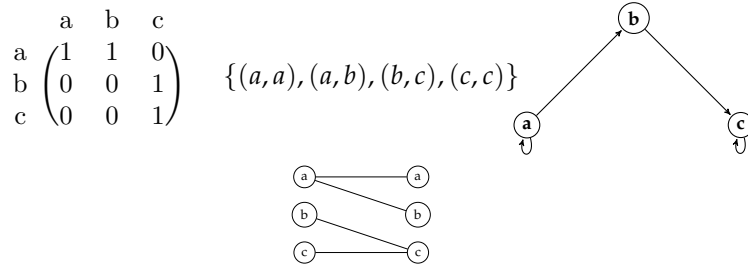 a b c
a 1 1 0
b 0 0 1
c 0 0 1
{(a, a), (a, b), (b, c), (c, c)}
b
a c
a a
b b
c c